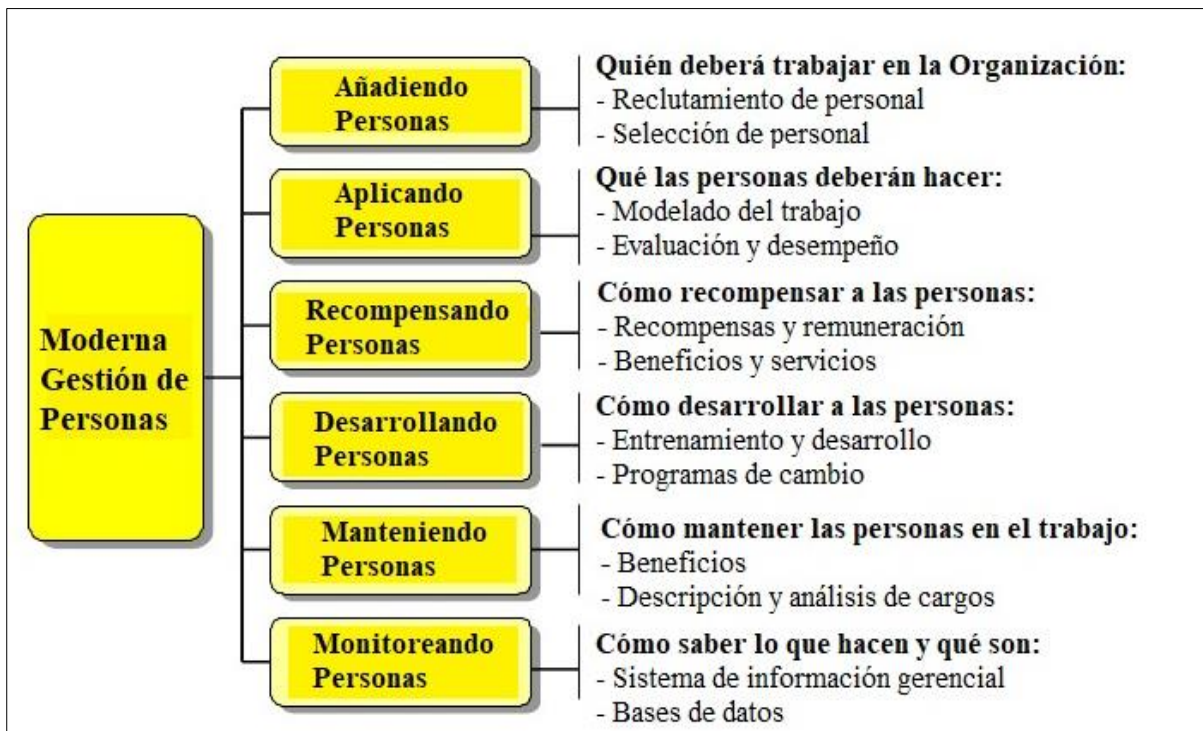 Moderna
Gestión de
Personas
Añadiendo
Personas
Quién deberá trabajar en la Organización:
- Reclutamiento de personal
- Selección de personal
Aplicando
Personas
Qué las personas deberán hacer:
- Modelado del trabajo
- Evaluación y desempeño
Recompensando
Personas
Cómo recompensar a las personas:
- Recompensas y remuneración
- Beneficios y servicios
Desarrollando
Personas
Cómo desarrollar a las personas:
- Entrenamiento y desarrollo
- Programas de cambio
Manteniendo
Personas
Cómo mantener las personas en el trabajo:
- Beneficios
- Descripción y análisis de cargos
Monitoreando
Personas
Cómo saber lo que hacen y qué son:
- Sistema de información gerencial
- Bases de datos